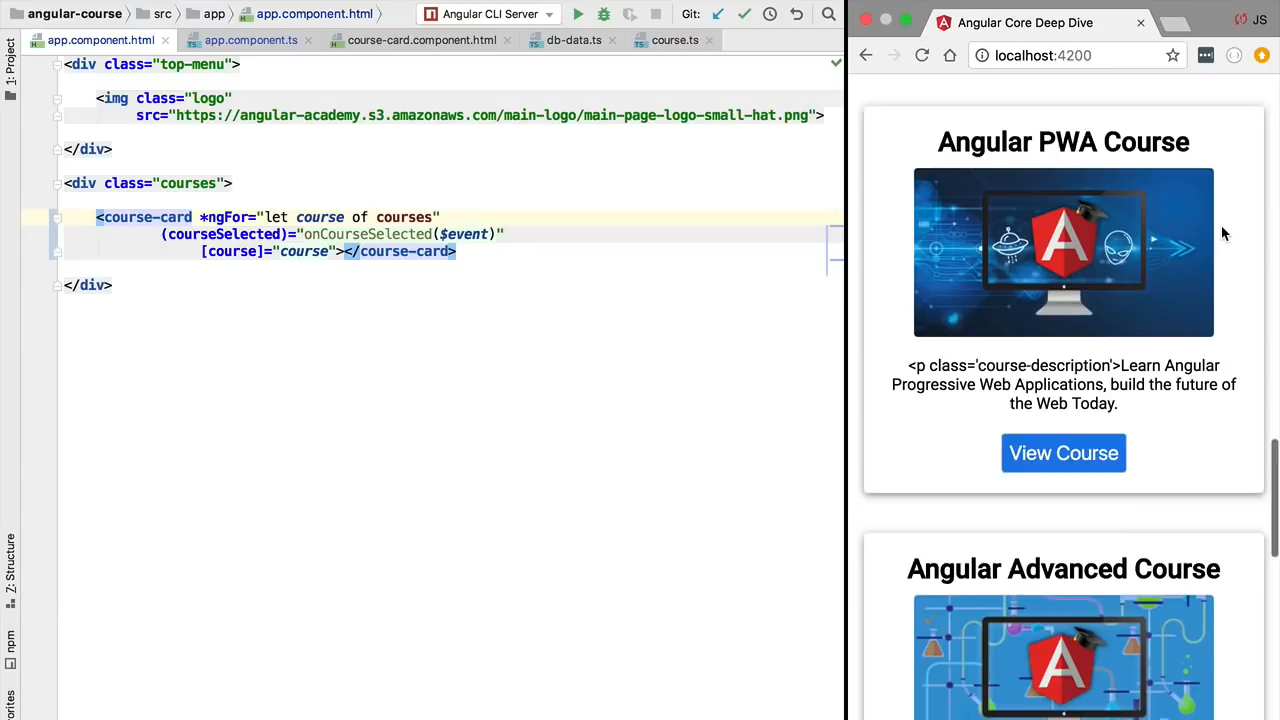 angular-course
src
app
app.component.html
Angular CLI Server
Git:
app.component.html
app.component.ts
course-card.component.html
db-data.ts
course.ts
1: Project
Z: Structure
npm
<div class="top-menu">
<img class="logo"
src="https://angular-academy.s3.amazonaws.com/main-logo/main-page-logo-small-hat.png">
</div>
<div class="courses">
<course-card *ngFor="let course of courses"
(courseSelected)="onCourseSelected($event)"
[course]="course"></course-card>
</div>
Angular Core Deep Dive
JS
localhost:4200
Angular PWA Course
A
<p class='course-description'>Learn Angular
Progressive Web Applications, build the future of
the Web Today.
View Course
Angular Advanced Course
A